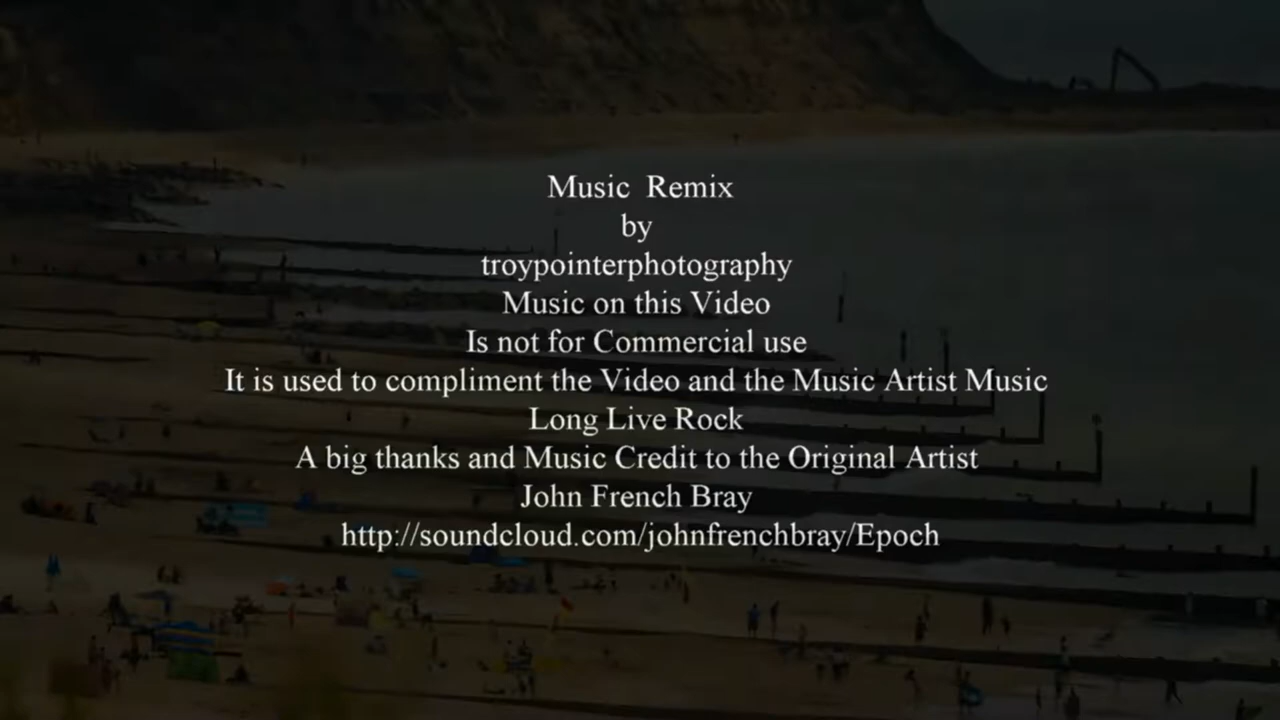 Music Remix
by
troypointerphotography
Music on this Video
Is not for Commercial use
It is used to compliment the Video and the Music Artist Music
Long Live Rock
A big thanks and Music Credit to the Original Artist
John French Bray
http://soundcloud.com/johnfrenchbray/Epoch